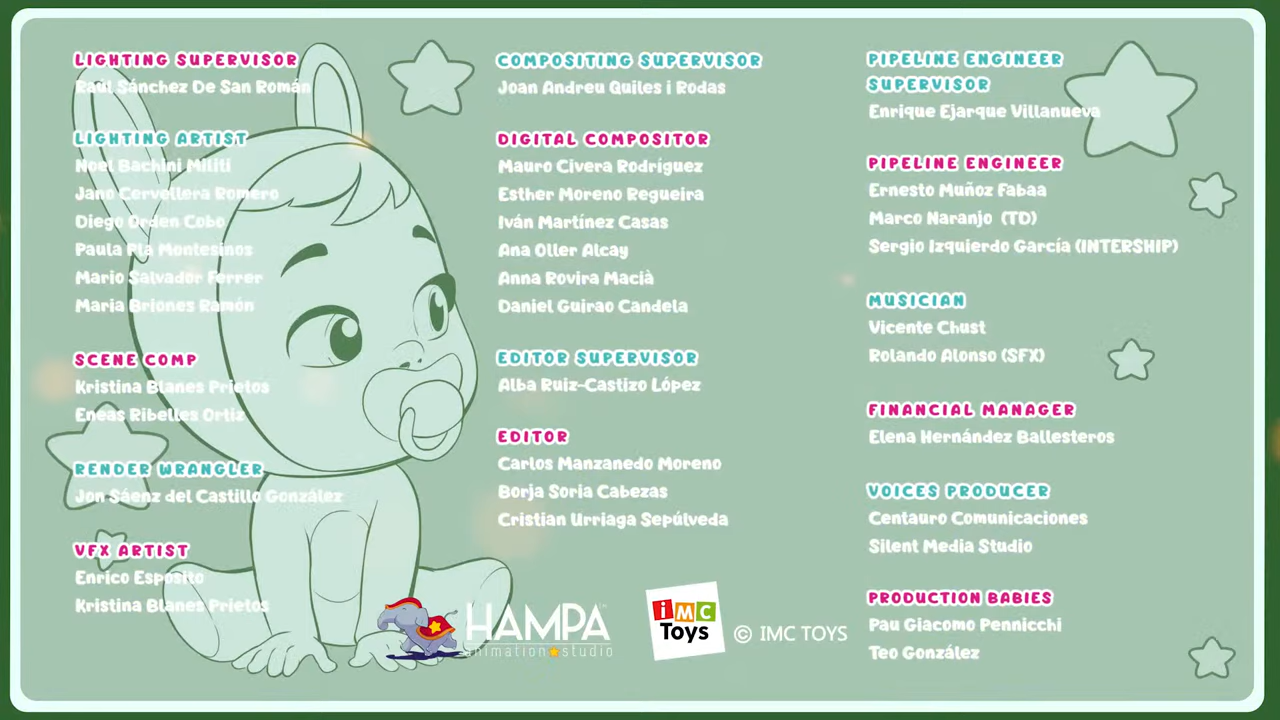 LIGHTING SUPERVISOR
Raúl Sánchez De San Román
LIGHTING ARTIST
Noel Bachini Militi
Jano Cervellera Romero
Diego Orden Cobo
Paula Pla Montesinos
Mario Salvador Ferrer
Maria Briones Ramón
SCENE COMP
Kristina Blanes Prietos
Eneas Ribelles Ortiz
RENDER WRANGLER
Jon Sáenz del Castillo González
VFX ARTIST
Enrico Esposito
Kristina Blanes Prietos
COMPOSITING SUPERVISOR
Joan Andreu Quiles i Rodas
DIGITAL COMPOSITOR
Mauro Civera Rodríguez
Esther Moreno Regueira
Iván Martínez Casas
Ana Oller Alcay
Anna Rovira Macià
Daniel Guirao Candela
EDITOR SUPERVISOR
Alba Ruiz-Castizo López
EDITOR
Carlos Manzanedo Moreno
Borja Soria Cabezas
Cristian Urriaga Sepúlveda
PIPELINE ENGINEER
SUPERVISOR
Enrique Ejarque Villanueva
PIPELINE ENGINEER
Ernesto Muñoz Fabaa
Marco Naranjo (TD)
Sergio Izquierdo García (INTERSHIP)
MUSICIAN
Vicente Chust
Rolando Alonso (SFX)
FINANCIAL MANAGER
Elena Hernández Ballesteros
VOICES PRODUCER
Centauro Comunicaciones
Silent Media Studio
PRODUCTION BABIES
Pau Giacomo Pennicchi
Teo González
HAMPA™
animation studio
iMC
Toys
© IMC TOYS